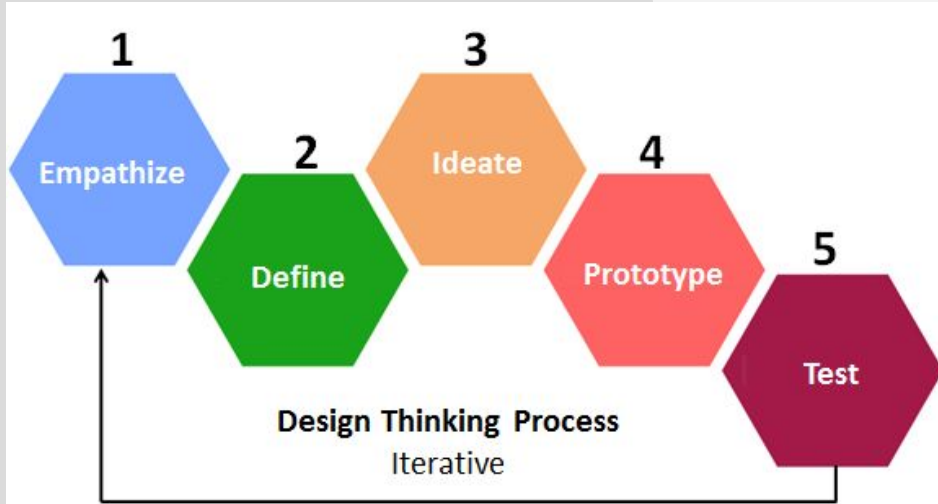 1
Empathize
2
Define
3
Ideate
4
Prototype
5
Test
Design Thinking Process
Iterative